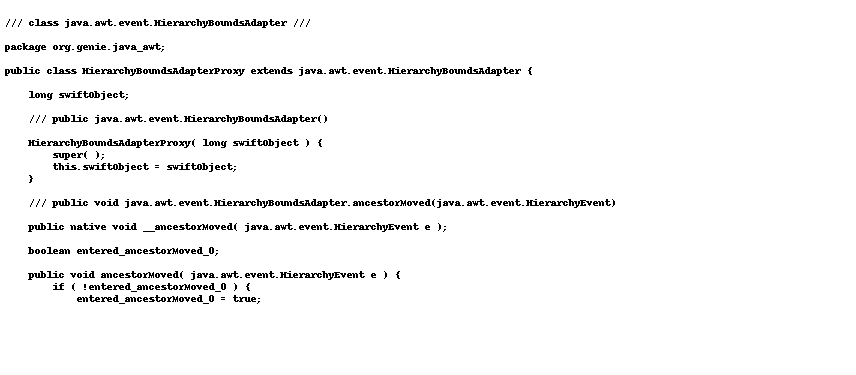 /// class java.awt.event.HierarchyBoundsAdapter ///
package org.genie.java_awt;
public class HierarchyBoundsAdapterProxy extends java.awt.event.HierarchyBoundsAdapter {
long swiftObject;
/// public java.awt.event.HierarchyBoundsAdapter()
HierarchyBoundsAdapterProxy( long swiftObject ) {
super( );
this.swiftObject = swiftObject;
}
/// public void java.awt.event.HierarchyBoundsAdapter.ancestorMoved(java.awt.event.HierarchyEvent)
public native void __ancestorMoved( java.awt.event.HierarchyEvent e );
boolean entered_ancestorMoved_0;
public void ancestorMoved( java.awt.event.HierarchyEvent e ) {
if ( !entered_ancestorMoved_0 ) {
entered_ancestorMoved_0 = true;